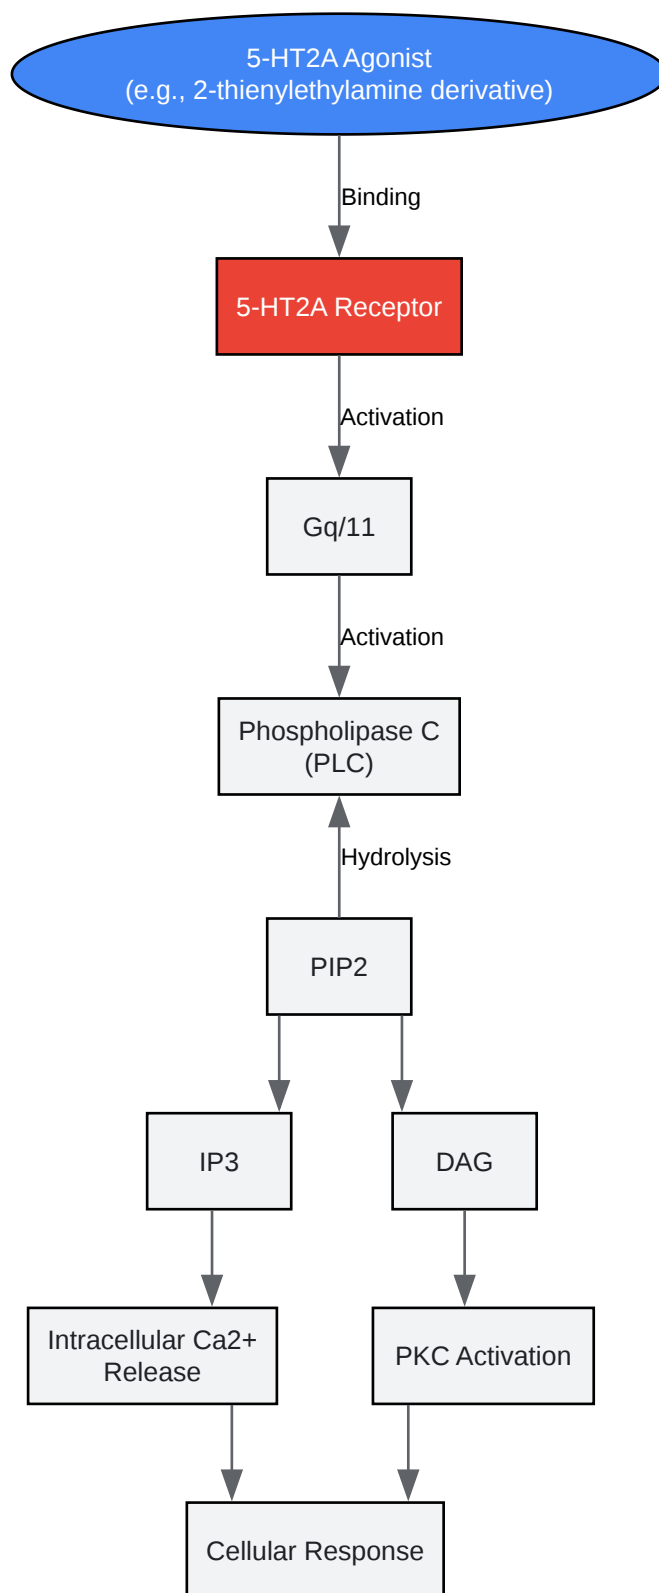 5-HT2A Agonist
(e.g., 2-thienylethylamine derivative)
Binding
5-HT2A Receptor
Activation
Gq/11
Activation
Phospholipase C
(PLC)
Hydrolysis
PIP2
IP3
DAG
Intracellular Ca2+
Release
PKC Activation
Cellular Response